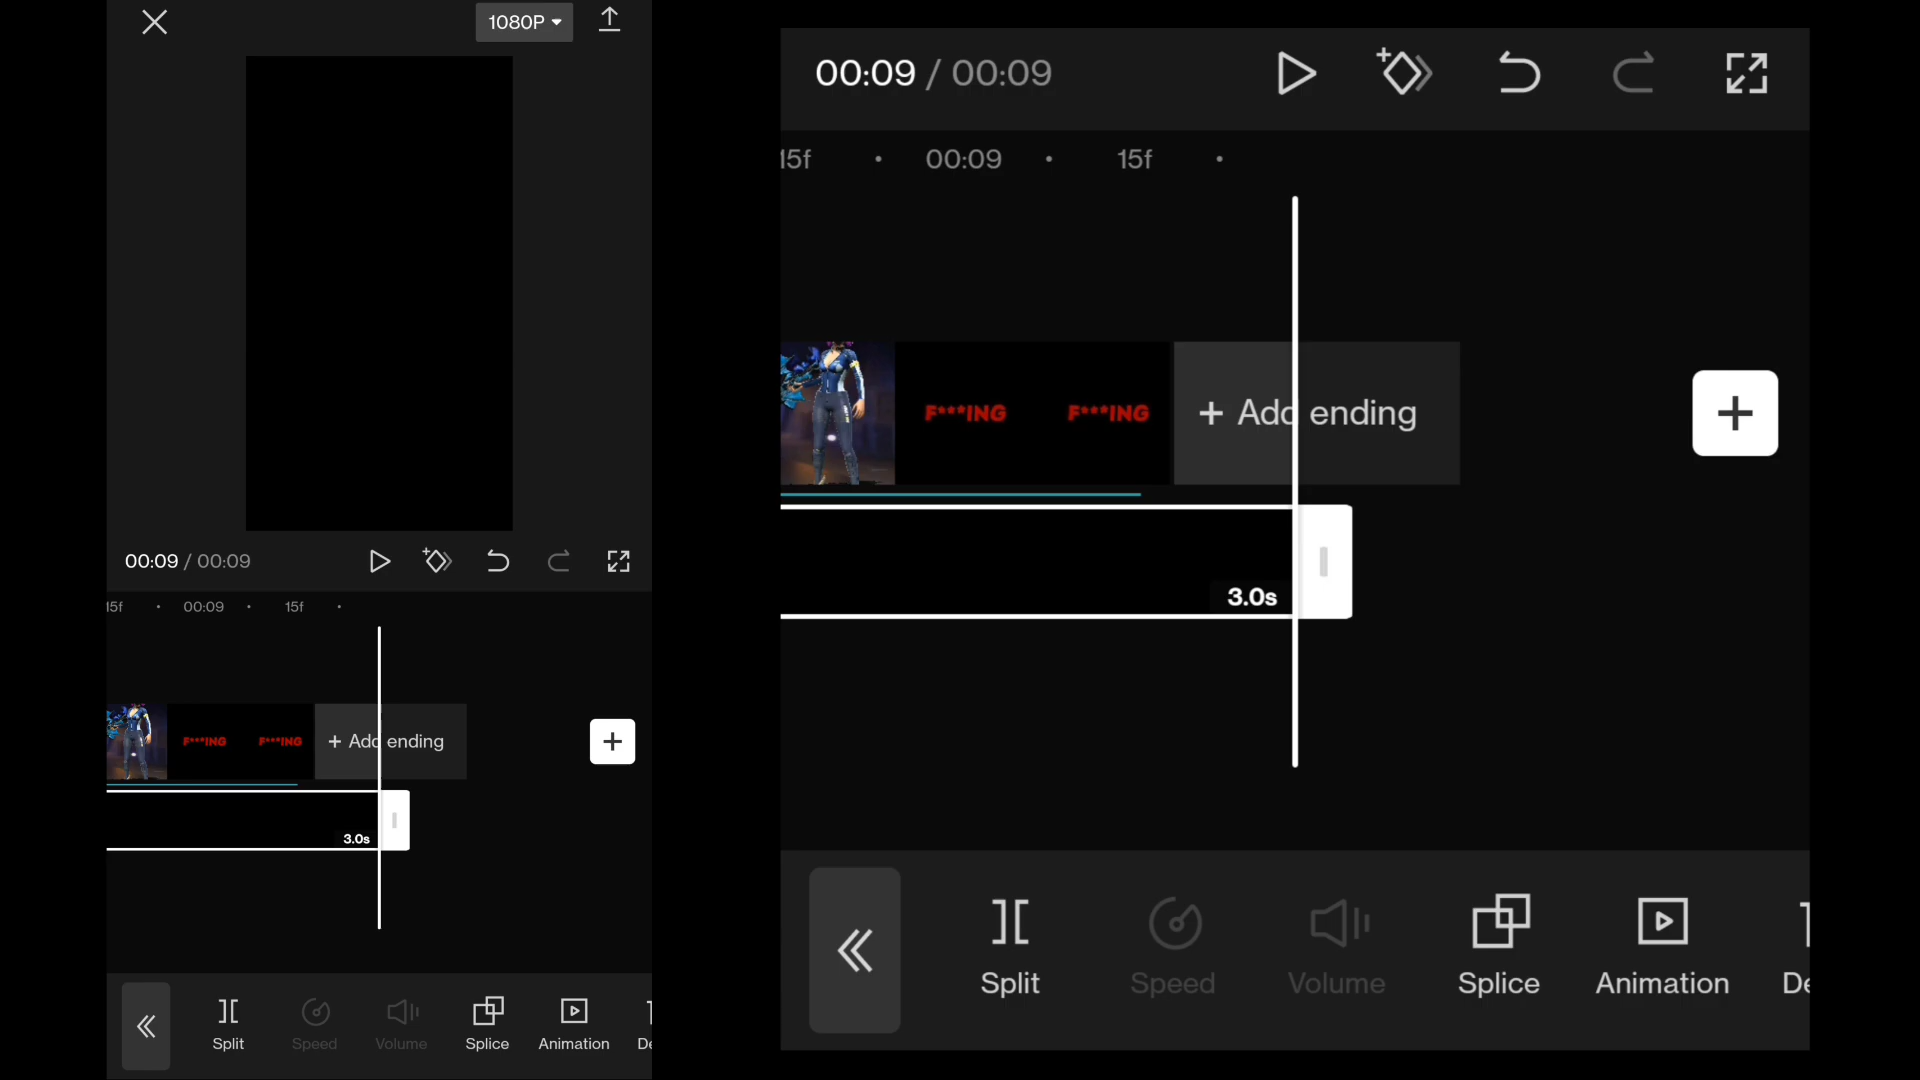 1080P
00:09 / 00:09
15f • 00:09 • 15f •
F***ING F***ING + Add ending
+
3.0s
Split Speed Volume Splice Animation De
00:09 / 00:09
15f • 00:09 • 15f •
F***ING F***ING + Add ending
+
3.0s
Split Speed Volume Splice Animation De